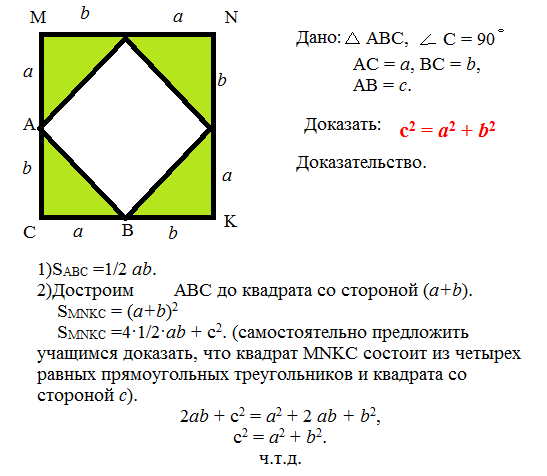 M b a N
Дано: △ ABC, ∠ C = 90°
a b
AC = a, BC = b,
AB = c.
A
Доказать: c² = a² + b²
b a
Доказательство.
C a B b K
1)SABC =1/2 ab.
2)Достроим ABC до квадрата со стороной (a+b).
SMNKC = (a+b)²
SMNKC =4·1/2·ab + c². (самостоятельно предложить
учащимся доказать, что квадрат MNKC состоит из четырех
равных прямоугольных треугольников и квадрата со
стороной c).
2ab + c² = a² + 2 ab + b²,
c² = a² + b².
ч.т.д.